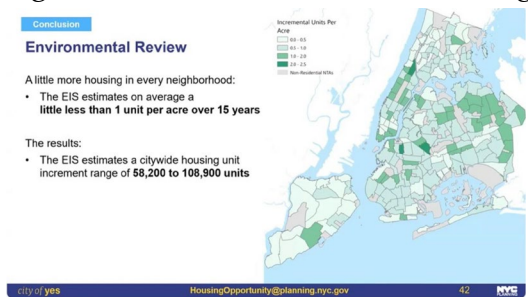 Conclusion
Environmental Review
A little more housing in every neighborhood:
• The EIS estimates on average a
little less than 1 unit per acre over 15 years
The results:
• The EIS estimates a citywide housing unit
increment range of 58,200 to 108,900 units
Incremental Units Per
Acre
0.0 - 0.5
0.5 - 1.0
1.0 - 2.0
2.0 - 2.5
Non-Residential NTAs
city of yes
HousingOpportunity@planning.nyc.gov
42
NYC
PLANNING